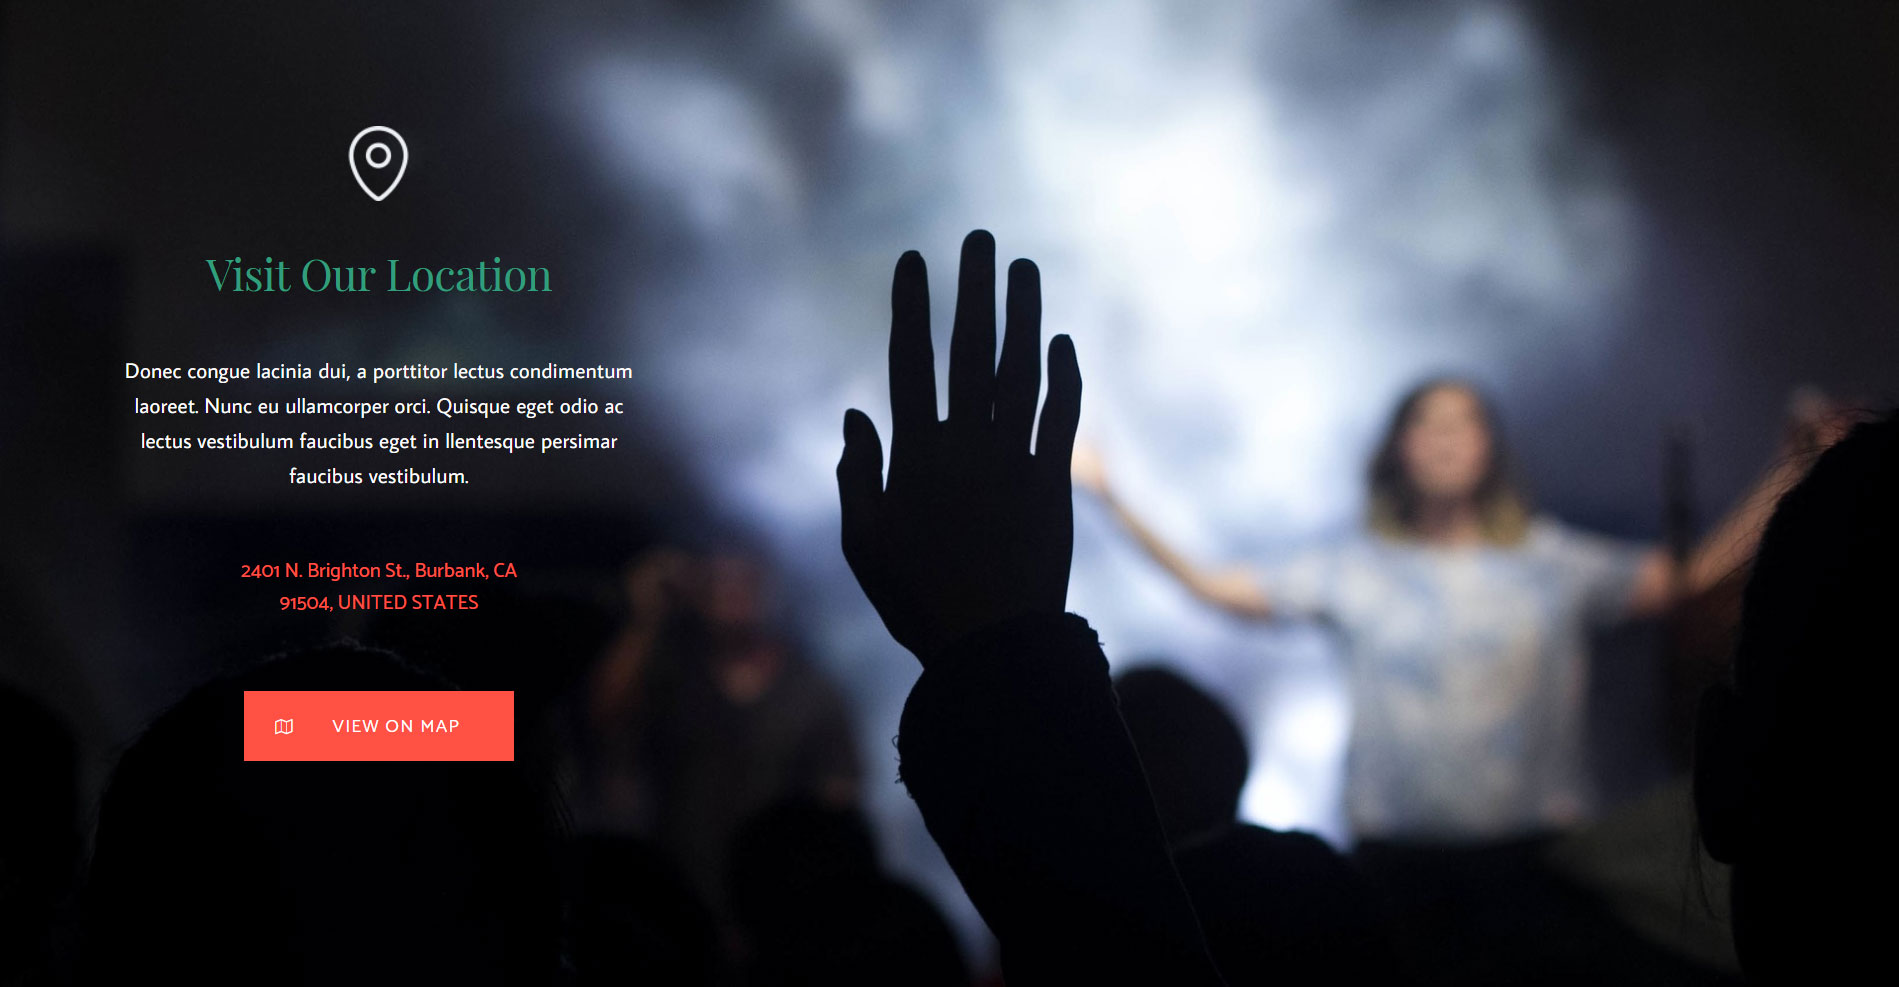 Visit Our Location
Donec congue lacinia dui, a porttitor lectus condimentum
laoreet. Nunc eu ullamcorper orci. Quisque eget odio ac
lectus vestibulum faucibus eget in llentesque persimar
faucibus vestibulum.
2401 N. Brighton St., Burbank, CA
91504, UNITED STATES
VIEW ON MAP